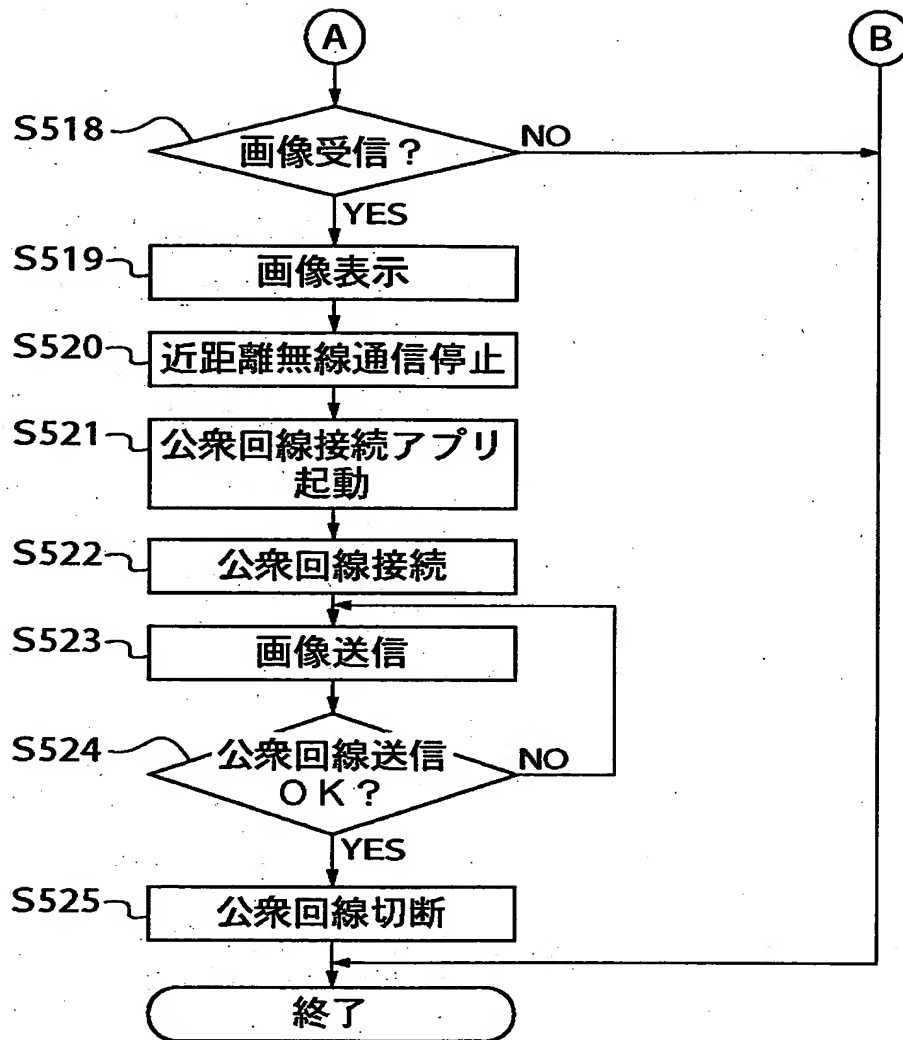 A
B
S518
画像受信？
NO
YES
S519
画像表示
S520
近距離無線通信停止
S521
公衆回線接続アプリ
起動
S522
公衆回線接続
S523
画像送信
S524
公衆回線送信
ＯＫ？
NO
YES
S525
公衆回線切断
終了